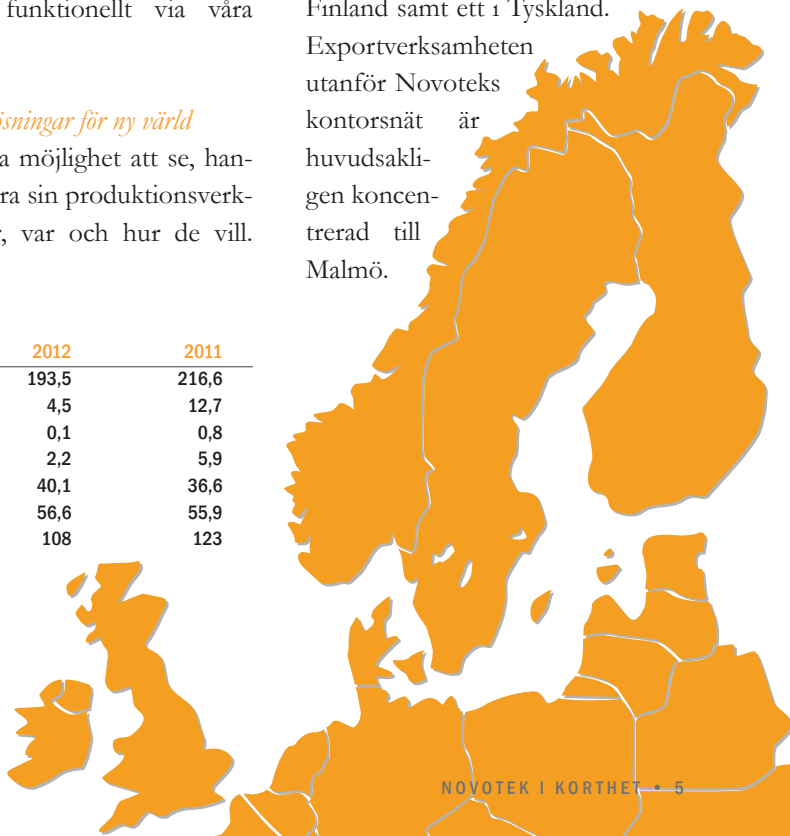 funktionellt via våra
ösningar för ny värld
a möjlighet att se, han-
ra sin produktionsverk-
, var och hur de vill.
2012 2011
193,5 216,6
4,5 12,7
0,1 0,8
2,2 5,9
40,1 36,6
56,6 55,9
108 123
Finland samt ett i Tyskland.
Exportverksamheten
utanför Novoteks
kontorsnät är
huvudsakli-
gen koncen-
trerad till
Malmö.
NOVOTEK I KORTHET • 5